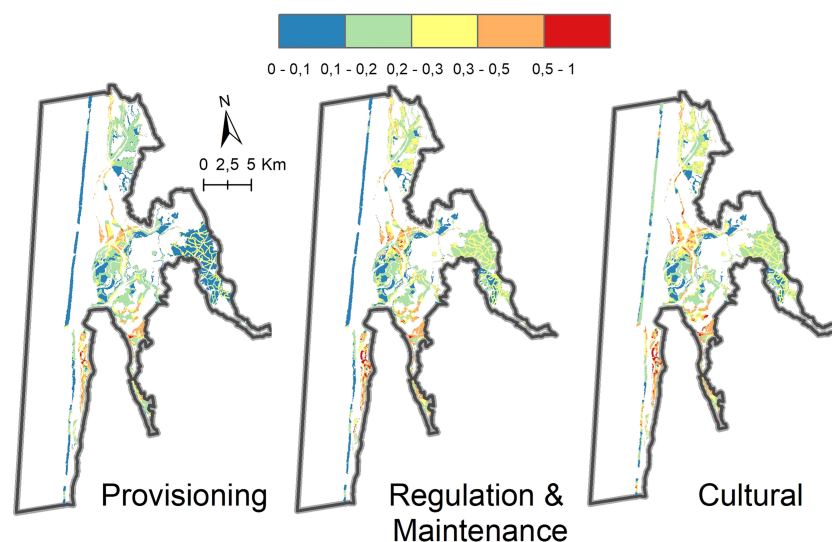 0 - 0,1 0,1 - 0,2 0,2 - 0,3 0,3 - 0,5 0,5 - 1
N
0 2,5 5 Km
Provisioning
Regulation &
Maintenance
Cultural